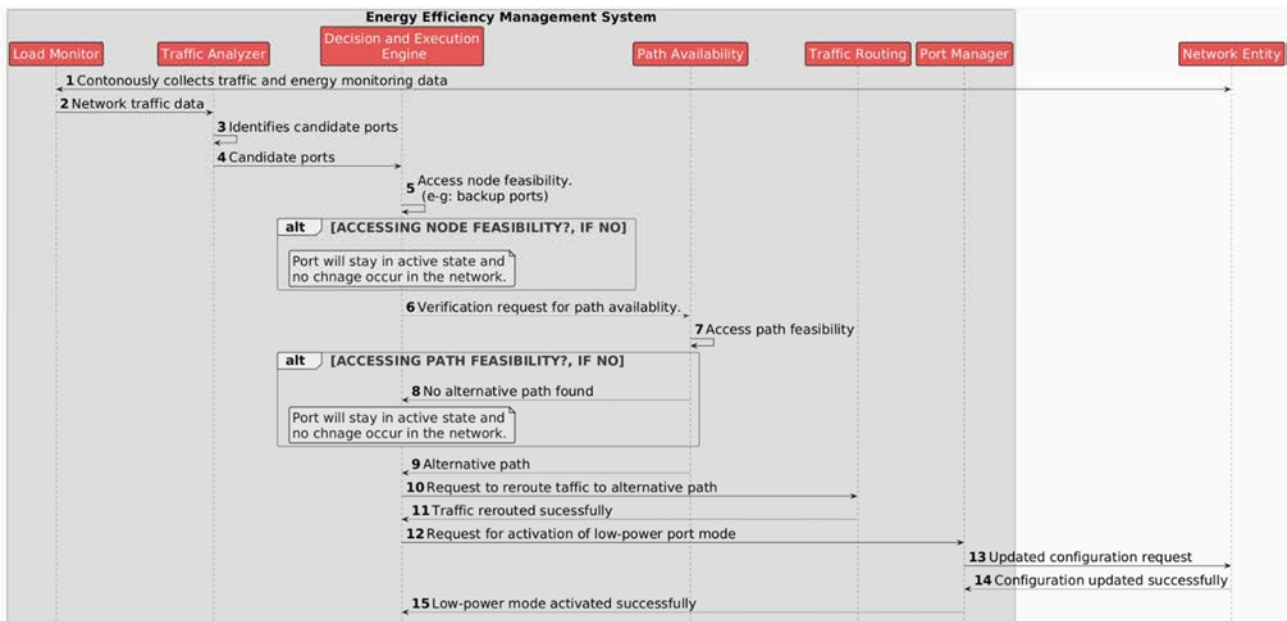 Energy Efficiency Management System
Load Monitor
Traffic Analyzer
Decision and Execution
Engine
Path Availability
Traffic Routing
Port Manager
Network Entity
1 Contonously collects traffic and energy monitoring data
2 Network traffic data
3 Identifies candidate ports
4 Candidate ports
5 Access node feasibility.
(e-g: backup ports)
alt [ACCESSING NODE FEASIBILITY?, IF NO]
Port will stay in active state and
no chnage occur in the network.
6 Verification request for path availablity.
7 Access path feasibility
alt [ACCESSING PATH FEASIBILITY?, IF NO]
8 No alternative path found
Port will stay in active state and
no chnage occur in the network.
9 Alternative path
10 Request to reroute taffic to alternative path
11 Traffic rerouted sucessfully
12 Request for activation of low-power port mode
13 Updated configuration request
14 Configuration updated successfully
15 Low-power mode activated successfully